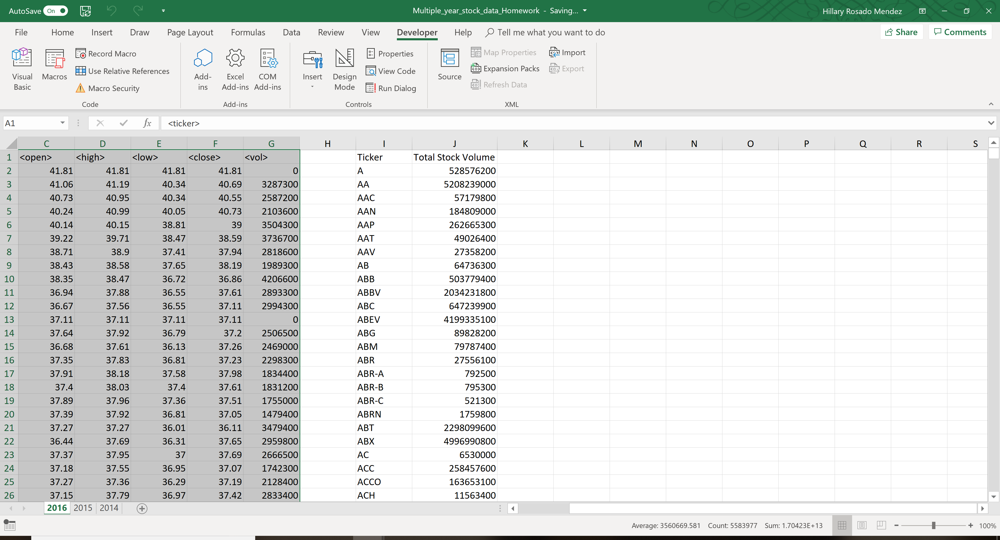 AutoSave On Multiple_year_stock_data_Homework - Saving... Hillary Rosado Mendez
File Home Insert Draw Page Layout Formulas Data Review View Developer Help Tell me what you want to do Share Comments
Visual Basic
Macros
Record Macro
Use Relative References
Macro Security
Code
Add-ins
Excel Add-ins
COM Add-ins
Add-ins
Insert
Design Mode
Properties
View Code
Run Dialog
Controls
Source
Map Properties
Expansion Packs
Refresh Data
Import
Export
XML
A1 fx <ticker>
C D E F G H I J K L M N O P Q R S
1 <open> <high> <low> <close> <vol> Ticker Total Stock Volume
2 41.81 41.81 41.81 41.81 0 A 528576200
3 41.06 41.19 40.34 40.69 3287300 AA 5208239000
4 40.73 40.95 40.34 40.55 2587200 AAC 57179800
5 40.24 40.99 40.05 40.73 2103600 AAN 184809000
6 40.14 40.15 38.81 39 3504300 AAP 262665300
7 39.22 39.71 38.47 38.59 3736700 AAT 49026400
8 38.71 38.9 37.41 37.94 2818600 AAV 27358200
9 38.43 38.58 37.65 38.19 1989300 AB 64736300
10 38.35 38.47 36.72 36.86 4206600 ABB 503779400
11 36.94 37.88 36.55 37.61 2893300 ABBV 2034231800
12 36.67 37.56 36.55 37.11 2994300 ABC 647239900
13 37.11 37.11 37.11 37.11 0 ABEV 4199335100
14 37.64 37.92 36.79 37.2 2506500 ABG 89828200
15 36.68 37.61 36.13 37.26 2469000 ABM 79787400
16 37.35 37.83 36.81 37.23 2298300 ABR 27556100
17 37.91 38.18 37.58 37.98 1834400 ABR-A 792500
18 37.4 38.03 37.4 37.61 1831200 ABR-B 795300
19 37.89 37.96 37.36 37.51 1755000 ABR-C 521300
20 37.39 37.92 36.81 37.05 1479400 ABRN 1759800
21 37.27 37.27 36.01 36.11 3479400 ABT 2298099600
22 36.44 37.69 36.31 37.65 2959800 ABX 4996990800
23 37.37 37.95 37 37.69 2666500 AC 6530000
24 37.18 37.55 36.95 37.07 1742300 ACC 258457600
25 37.27 37.36 36.29 37.19 2128400 ACCO 163653100
26 37.15 37.79 36.97 37.42 2833400 ACH 11563400
2016 2015 2014
Average: 3560669.581 Count: 5583977 Sum: 1.70423E+13 100%